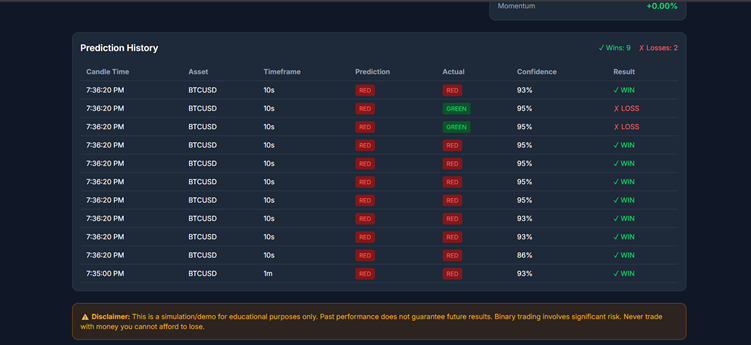 Momentum +0.00%
Prediction History ✓ Wins: 9 ✗ Losses: 2
Candle Time Asset Timeframe Prediction Actual Confidence Result
7:36:20 PM BTCUSD 10s RED RED 93% ✓ WIN
7:36:20 PM BTCUSD 10s RED GREEN 95% ✗ LOSS
7:36:20 PM BTCUSD 10s RED GREEN 95% ✗ LOSS
7:36:20 PM BTCUSD 10s RED RED 95% ✓ WIN
7:36:20 PM BTCUSD 10s RED RED 95% ✓ WIN
7:36:20 PM BTCUSD 10s RED RED 95% ✓ WIN
7:36:20 PM BTCUSD 10s RED RED 95% ✓ WIN
7:36:20 PM BTCUSD 10s RED RED 93% ✓ WIN
7:36:20 PM BTCUSD 10s RED RED 93% ✓ WIN
7:36:20 PM BTCUSD 10s RED RED 86% ✓ WIN
7:35:00 PM BTCUSD 1m RED RED 93% ✓ WIN
⚠ Disclaimer: This is a simulation/demo for educational purposes only. Past performance does not guarantee future results. Binary trading involves significant risk. Never trade
with money you cannot afford to lose.